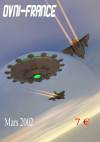 OVNI-FRANCE
Mars 2002
7 €